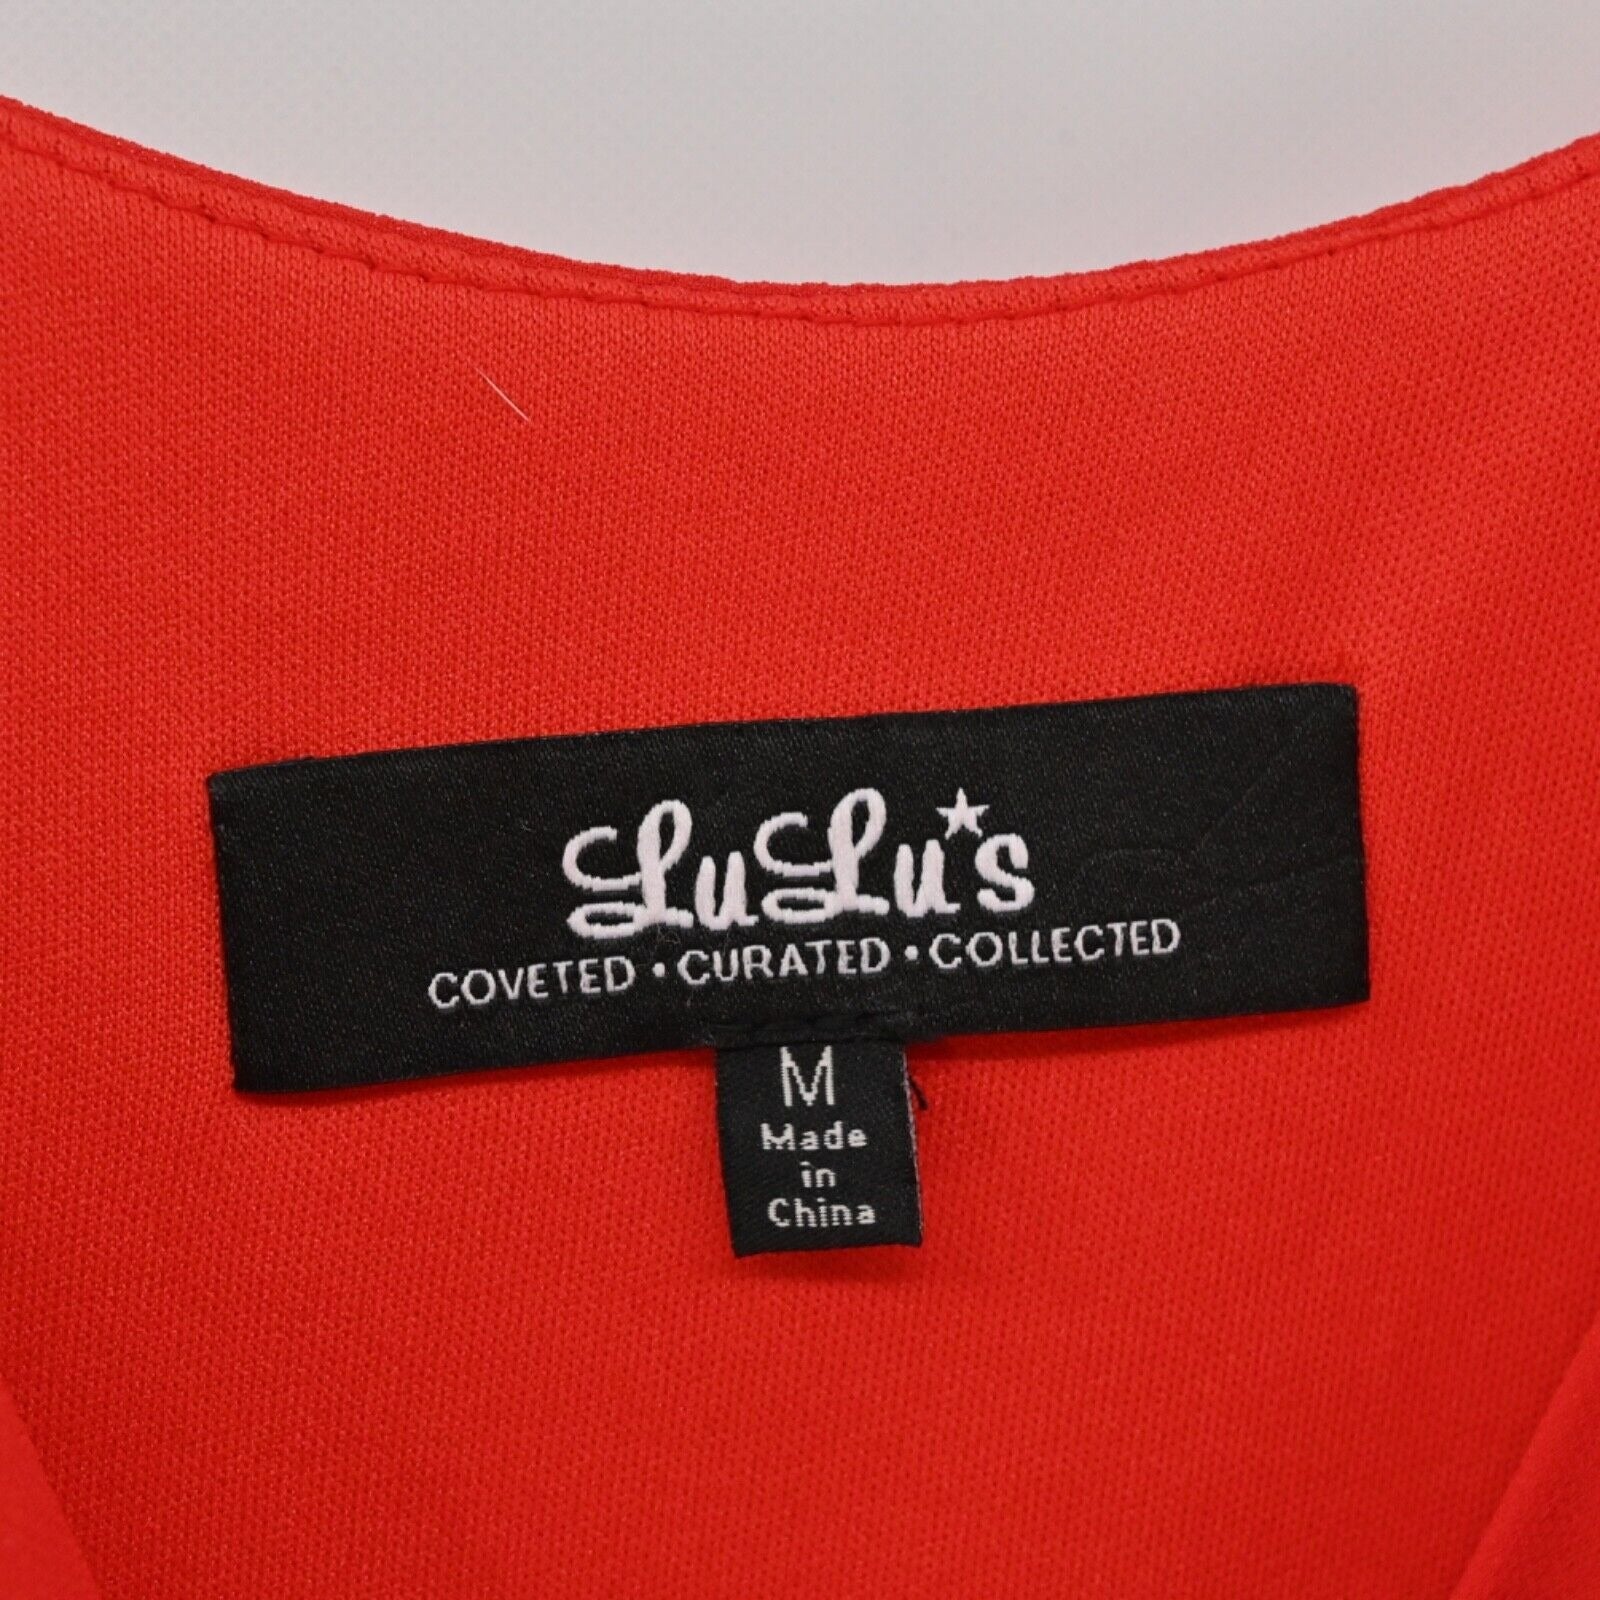 LuLu's
COVETED • CURATED • COLLECTED
M
Made
in
China